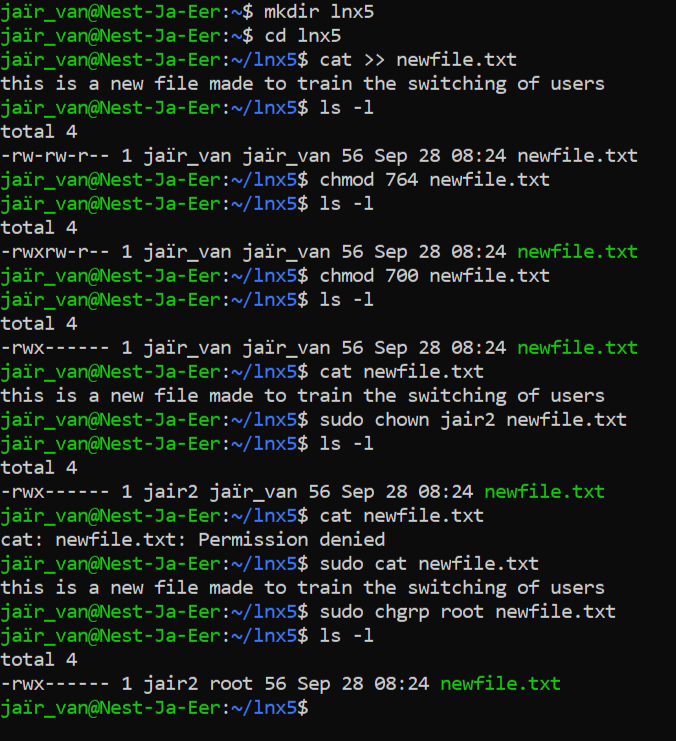 jaïr_van@Nest-Ja-Eer:~$ mkdir lnx5
jaïr_van@Nest-Ja-Eer:~$ cd lnx5
jaïr_van@Nest-Ja-Eer:~/lnx5$ cat >> newfile.txt
this is a new file made to train the switching of users
jaïr_van@Nest-Ja-Eer:~/lnx5$ ls -l
total 4
-rw-rw-r-- 1 jaïr_van jaïr_van 56 Sep 28 08:24 newfile.txt
jaïr_van@Nest-Ja-Eer:~/lnx5$ chmod 764 newfile.txt
jaïr_van@Nest-Ja-Eer:~/lnx5$ ls -l
total 4
-rwxrw-r-- 1 jaïr_van jaïr_van 56 Sep 28 08:24 newfile.txt
jaïr_van@Nest-Ja-Eer:~/lnx5$ chmod 700 newfile.txt
jaïr_van@Nest-Ja-Eer:~/lnx5$ ls -l
total 4
-rwx------ 1 jaïr_van jaïr_van 56 Sep 28 08:24 newfile.txt
jaïr_van@Nest-Ja-Eer:~/lnx5$ cat newfile.txt
this is a new file made to train the switching of users
jaïr_van@Nest-Ja-Eer:~/lnx5$ sudo chown jair2 newfile.txt
jaïr_van@Nest-Ja-Eer:~/lnx5$ ls -l
total 4
-rwx------ 1 jair2 jaïr_van 56 Sep 28 08:24 newfile.txt
jaïr_van@Nest-Ja-Eer:~/lnx5$ cat newfile.txt
cat: newfile.txt: Permission denied
jaïr_van@Nest-Ja-Eer:~/lnx5$ sudo cat newfile.txt
this is a new file made to train the switching of users
jaïr_van@Nest-Ja-Eer:~/lnx5$ sudo chgrp root newfile.txt
jaïr_van@Nest-Ja-Eer:~/lnx5$ ls -l
total 4
-rwx------ 1 jair2 root 56 Sep 28 08:24 newfile.txt
jaïr_van@Nest-Ja-Eer:~/lnx5$